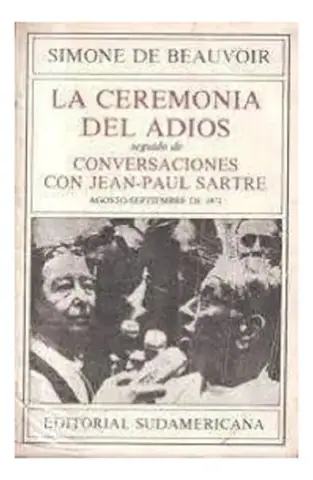 SIMONE DE BEAUVOIR
LA CEREMONIA
DEL ADIOS
seguido de
CONVERSACIONES
CON JEAN-PAUL SARTRE
AGOSTO-SEPTIEMBRE DE 1974
EDITORIAL SUDAMERICANA